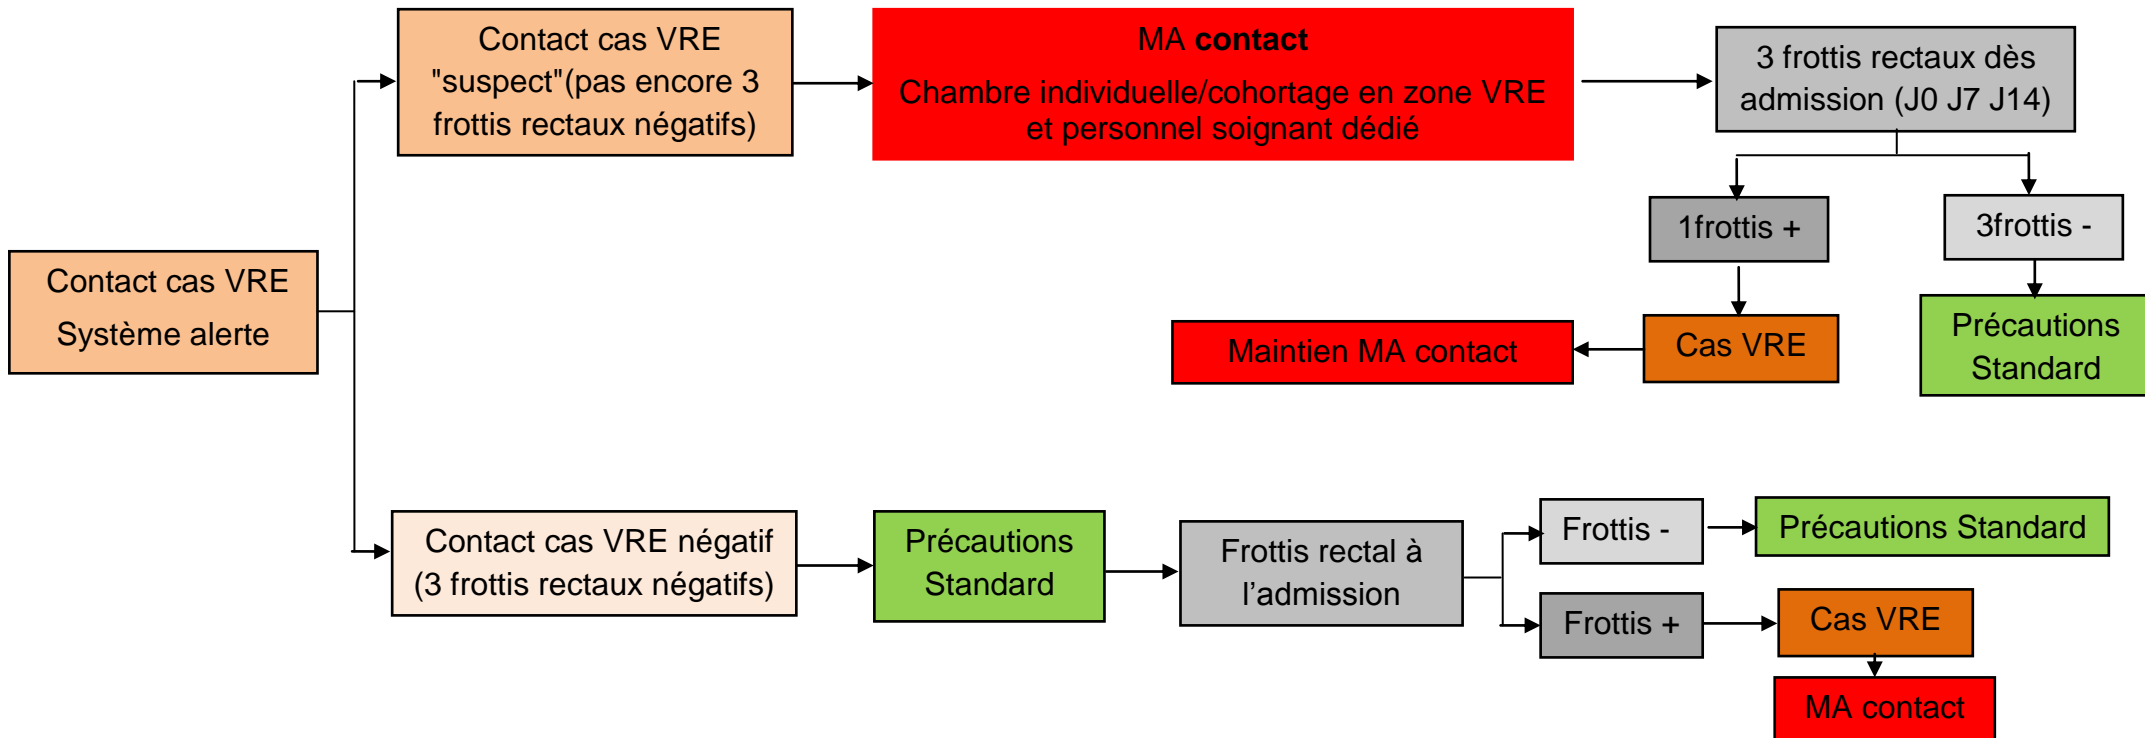 Contact cas VRE
"suspect"(pas encore 3
frottis rectaux négatifs)
MA contact
Chambre individuelle/cohortage en zone VRE
et personnel soignant dédié
3 frottis rectaux dès
admission (J0 J7 J14)
1frottis +
3frottis -
Contact cas VRE
Système alerte
Maintien MA contact
Cas VRE
Précautions
Standard
Contact cas VRE négatif
(3 frottis rectaux négatifs)
Précautions
Standard
Frottis rectal à
l’admission
Frottis -
Précautions Standard
Frottis +
Cas VRE
MA contact